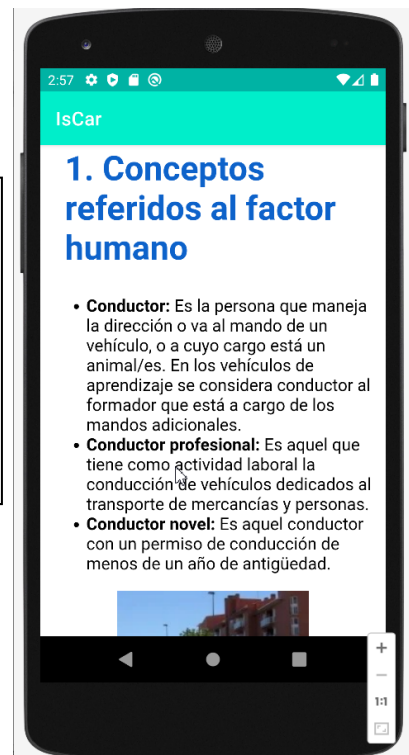 2:57
IsCar
1. Conceptos
referidos al factor
humano
• Conductor: Es la persona que maneja
la dirección o va al mando de un
vehículo, o a cuyo cargo está un
animal/es. En los vehículos de
aprendizaje se considera conductor al
formador que está a cargo de los
mandos adicionales.
• Conductor profesional: Es aquel que
tiene como actividad laboral la
conducción de vehículos dedicados al
transporte de mercancías y personas.
• Conductor novel: Es aquel conductor
con un permiso de conducción de
menos de un año de antigüedad.
1:1